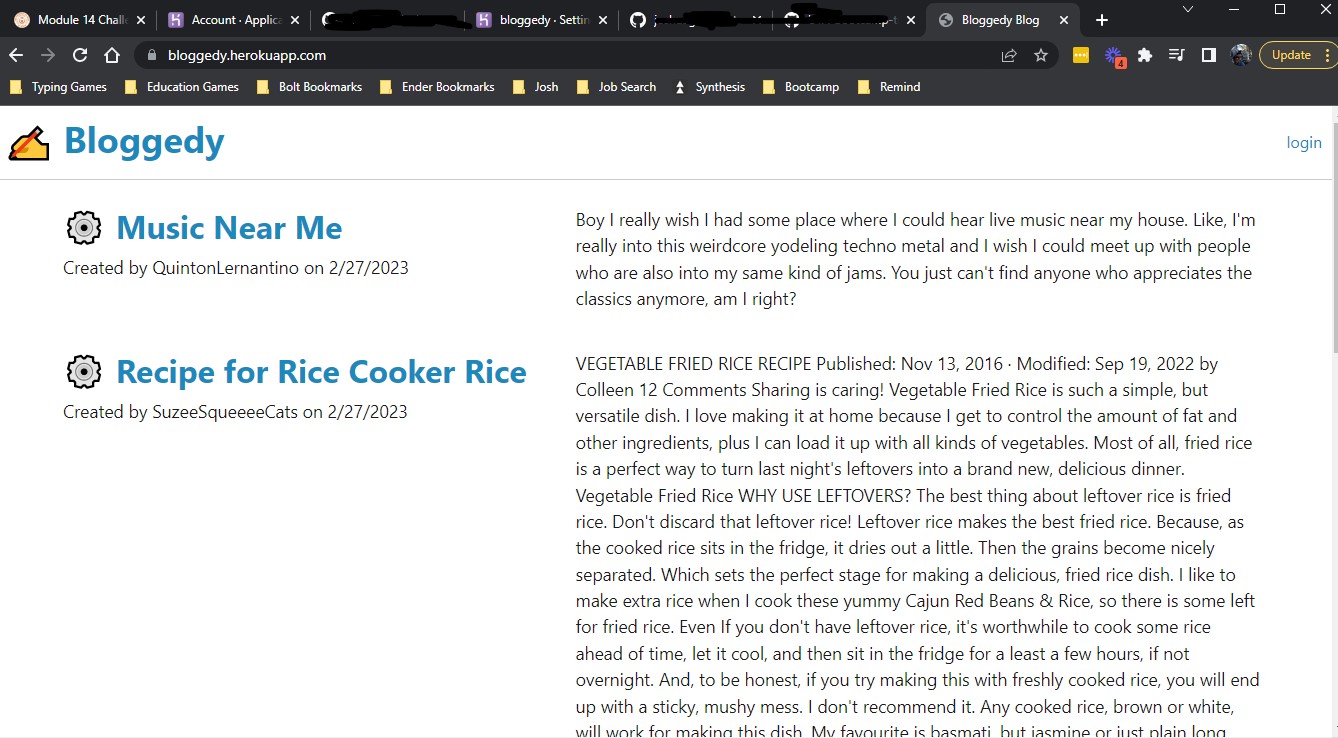 Module 14 Chall
Account · Applica
bloggedy · Settin
Bloggedy Blog
bloggedy.herokuapp.com
4
Update
Typing Games
Education Games
Bolt Bookmarks
Ender Bookmarks
Josh
Job Search
Synthesis
Bootcamp
Remind
Bloggedy
login
Music Near Me
Created by QuintonLernantino on 2/27/2023
Boy I really wish I had some place where I could hear live music near my house. Like, I'm
really into this weirdcore yodeling techno metal and I wish I could meet up with people
who are also into my same kind of jams. You just can't find anyone who appreciates the
classics anymore, am I right?
Recipe for Rice Cooker Rice
Created by SuzeeSqueeeeCats on 2/27/2023
VEGETABLE FRIED RICE RECIPE Published: Nov 13, 2016 · Modified: Sep 19, 2022 by
Colleen 12 Comments Sharing is caring! Vegetable Fried Rice is such a simple, but
versatile dish. I love making it at home because I get to control the amount of fat and
other ingredients, plus I can load it up with all kinds of vegetables. Most of all, fried rice
is a perfect way to turn last night's leftovers into a brand new, delicious dinner.
Vegetable Fried Rice WHY USE LEFTOVERS? The best thing about leftover rice is fried
rice. Don't discard that leftover rice! Leftover rice makes the best fried rice. Because, as
the cooked rice sits in the fridge, it dries out a little. Then the grains become nicely
separated. Which sets the perfect stage for making a delicious, fried rice dish. I like to
make extra rice when I cook these yummy Cajun Red Beans & Rice, so there is some left
for fried rice. Even If you don't have leftover rice, it's worthwhile to cook some rice
ahead of time, let it cool, and then sit in the fridge for a least a few hours, if not
overnight. And, to be honest, if you try making this with freshly cooked rice, you will end
up with a sticky, mushy mess. I don't recommend it. Any cooked rice, brown or white,
will work for making this dish. My favourite is basmati, but jasmine or just plain long